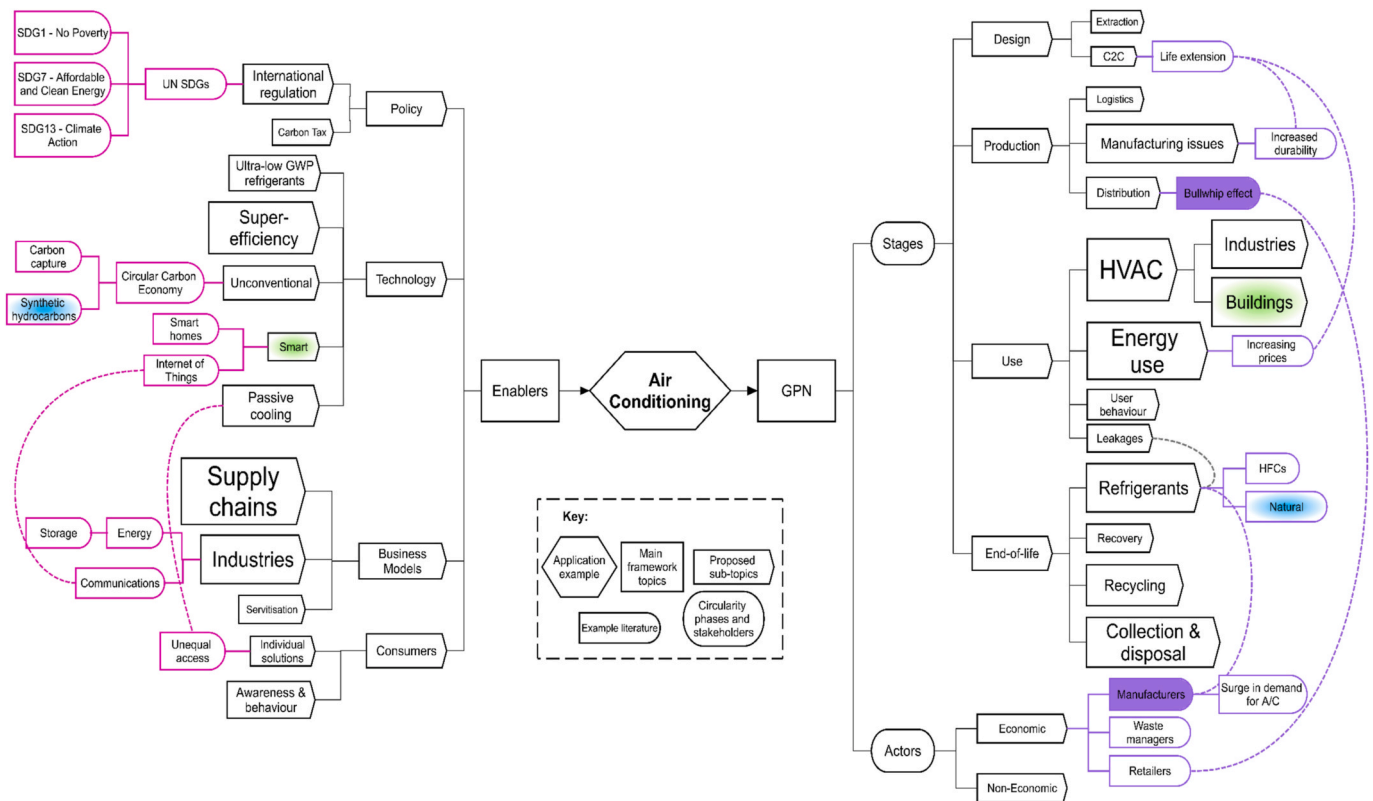 SDG1 - No Poverty
SDG7 - Affordable
and Clean Energy
SDG13 - Climate
Action
UN SDGs
International
regulation
Carbon Tax
Policy
Ultra-low GWP
refrigerants
Super-
efficiency
Carbon
capture
Synthetic
hydrocarbons
Circular Carbon
Economy
Unconventional
Technology
Smart
homes
Internet of
Things
Smart
Passive
cooling
Supply
chains
Storage
Energy
Communications
Industries
Servitisation
Business
Models
Unequal
access
Individual
solutions
Awareness &
behaviour
Consumers
Enablers
Air
Conditioning
GPN
Key:
Application
example
Main
framework
topics
Proposed
sub-topics
Example literature
Circularity
phases and
stakeholders
Stages
Design
Extraction
C2C
Life extension
Production
Logistics
Manufacturing issues
Increased
durability
Distribution
Bullwhip effect
Use
HVAC
Industries
Buildings
Energy
use
Increasing
prices
User
behaviour
Leakages
End-of-life
Refrigerants
HFCs
Natural
Recovery
Recycling
Collection &
disposal
Actors
Economic
Manufacturers
Surge in demand
for A/C
Waste
managers
Retailers
Non-Economic